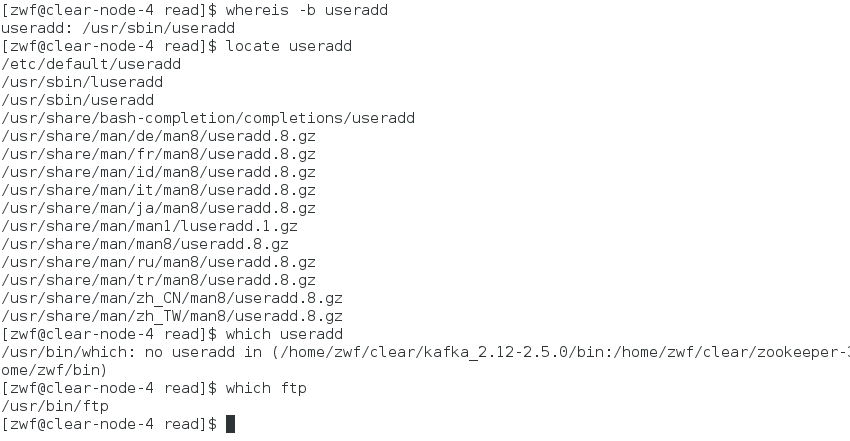 [zwf@clear-node-4 read]$ whereis -b useradd
useradd: /usr/sbin/useradd
[zwf@clear-node-4 read]$ locate useradd
/etc/default/useradd
/usr/sbin/luseradd
/usr/sbin/useradd
/usr/share/bash-completion/completions/useradd
/usr/share/man/de/man8/useradd.8.gz
/usr/share/man/fr/man8/useradd.8.gz
/usr/share/man/id/man8/useradd.8.gz
/usr/share/man/it/man8/useradd.8.gz
/usr/share/man/ja/man8/useradd.8.gz
/usr/share/man/man1/luseradd.1.gz
/usr/share/man/man8/useradd.8.gz
/usr/share/man/ru/man8/useradd.8.gz
/usr/share/man/tr/man8/useradd.8.gz
/usr/share/man/zh_CN/man8/useradd.8.gz
/usr/share/man/zh_TW/man8/useradd.8.gz
[zwf@clear-node-4 read]$ which useradd
/usr/bin/which: no useradd in (/home/zwf/clear/kafka_2.12-2.5.0/bin:/home/zwf/clear/zookeeper-
ome/zwf/bin)
[zwf@clear-node-4 read]$ which ftp
/usr/bin/ftp
[zwf@clear-node-4 read]$